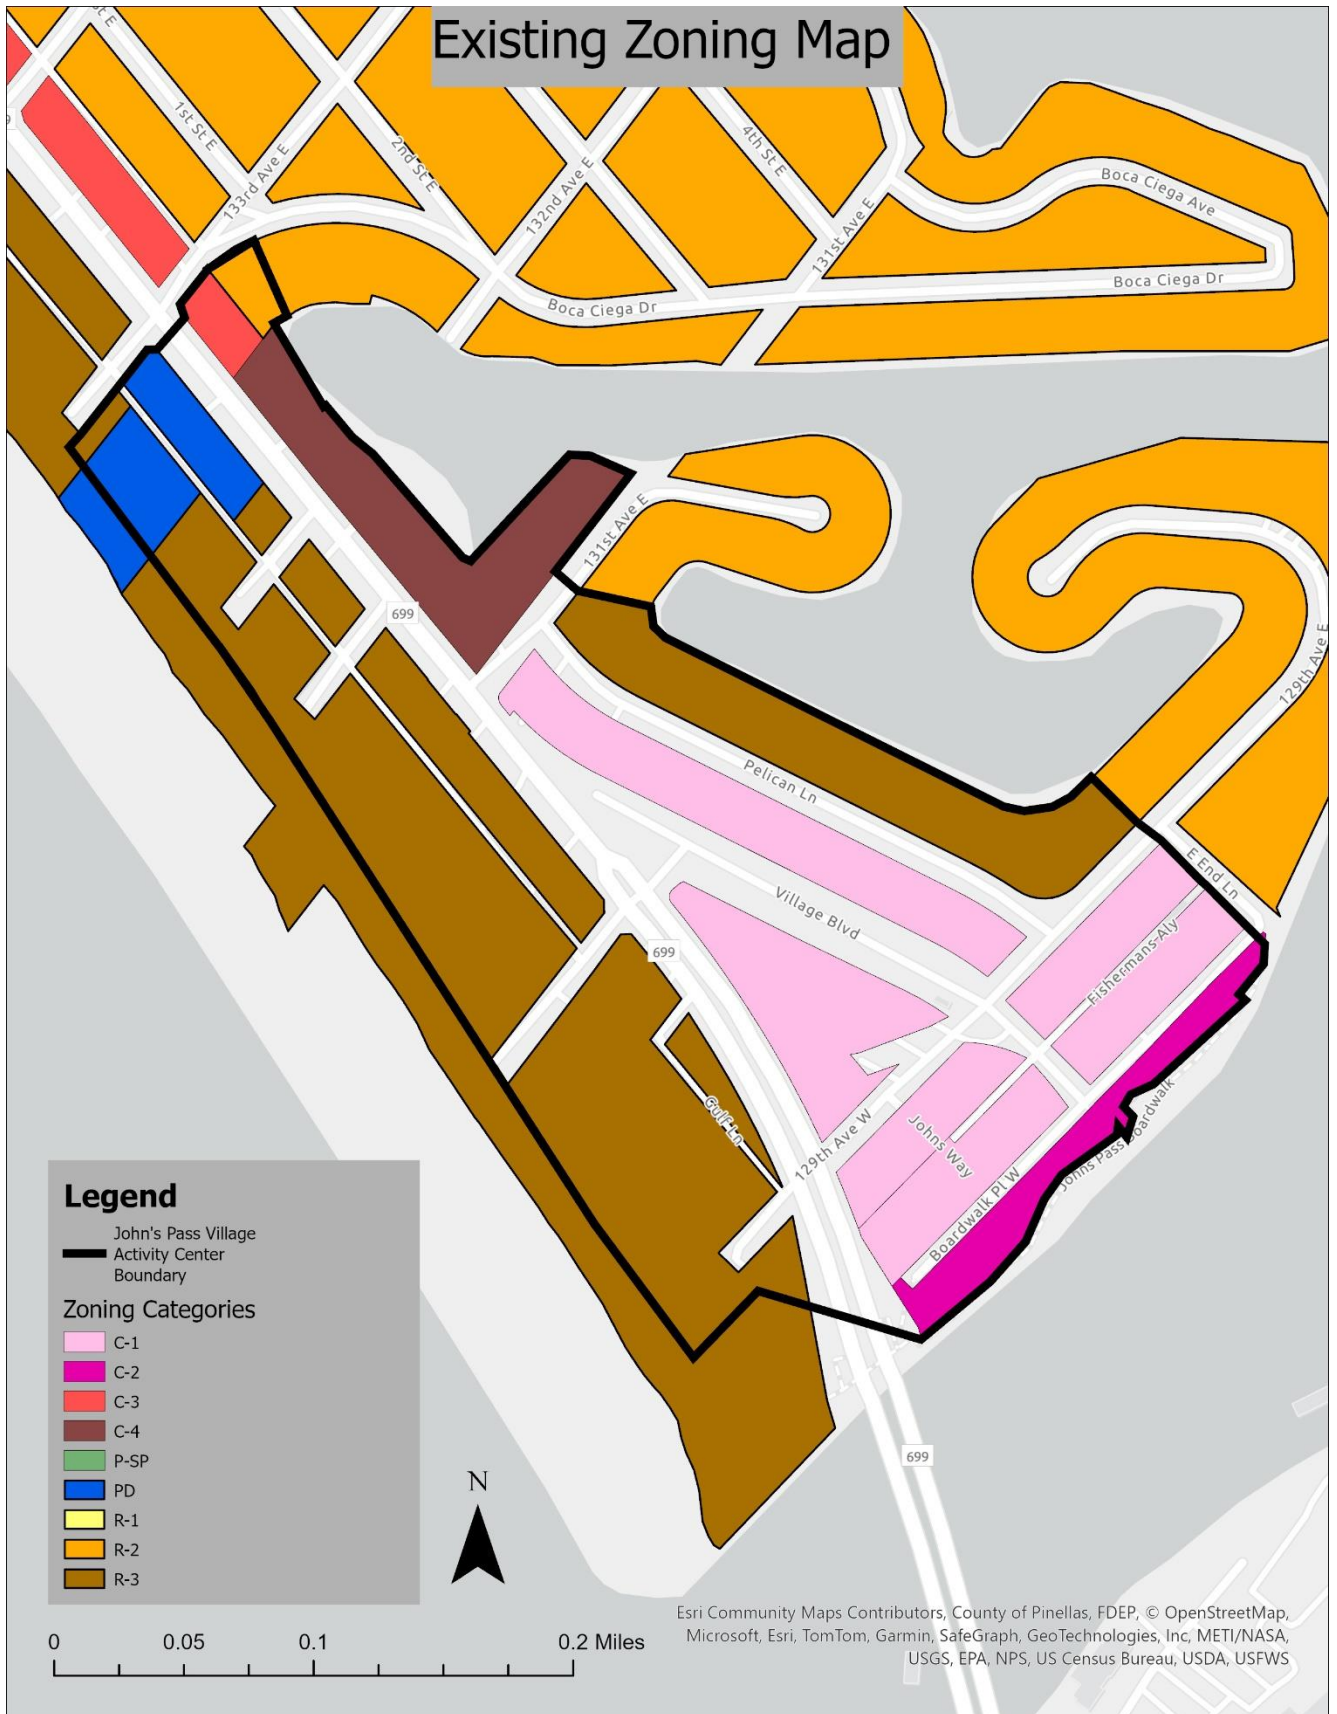 Existing Zoning Map
St E
9
1st St E
133rd Ave E
2nd St E
132nd Ave E
4th St E
131st Ave E
Boca Ciega Ave
Boca Ciega Dr
Boca Ciega Dr
131st Ave E
699
129th Ave E
Pelican Ln
E End Ln
Village Blvd
Fishermans Aly
699
Gulf Ln
129th Ave W
Johns Way
Johns Pass Boardwalk
Boardwalk Pl W
699
Legend
John's Pass Village
Activity Center
Boundary
Zoning Categories
C-1
C-2
C-3
C-4
P-SP
PD
R-1
R-2
R-3
N
0 0.05 0.1 0.2 Miles
Esri Community Maps Contributors, County of Pinellas, FDEP, © OpenStreetMap,
Microsoft, Esri, TomTom, Garmin, SafeGraph, GeoTechnologies, Inc, METI/NASA,
USGS, EPA, NPS, US Census Bureau, USDA, USFWS